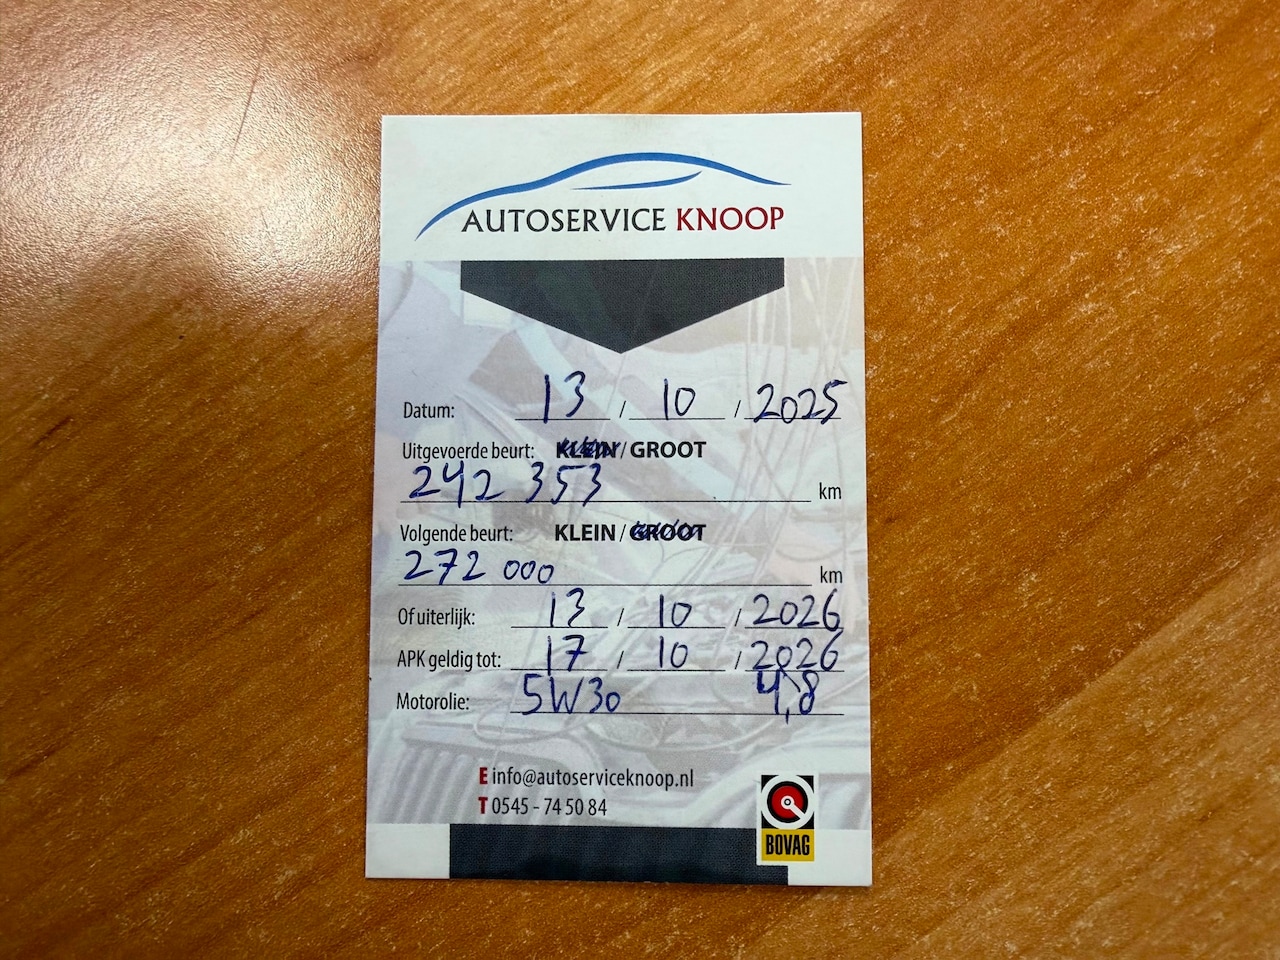 AUTOSERVICE KNOOP
Datum: 13 / 10 / 2025
Uitgevoerde beurt: KLEIN / GROOT
242 353 km
Volgende beurt: KLEIN / GROOT
272 000 km
Of uiterlijk: 13 / 10 / 2026
APK geldig tot: 17 / 10 / 2026
Motorolie: 5W30 4,8
E info@autoserviceknoop.nl
T 0545 - 74 50 84
BOVAG